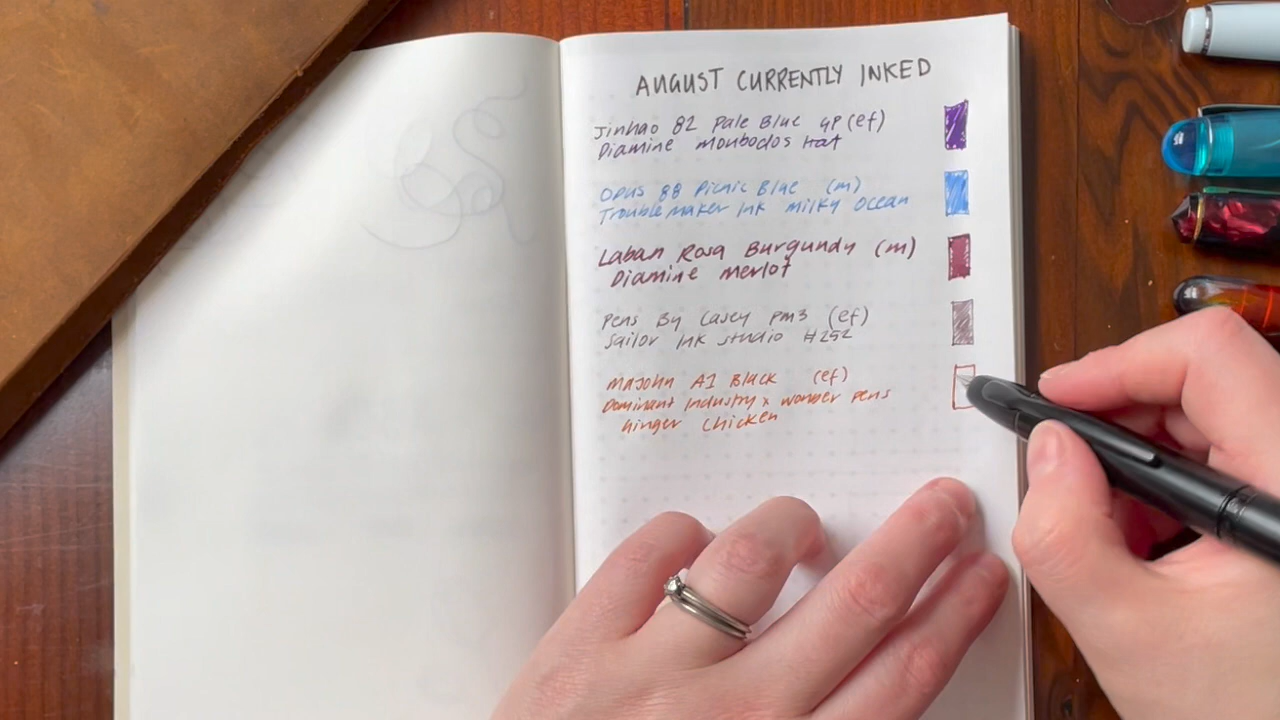 AUGUST CURRENTLY INKED
Jinhao 82 Pale Blue GP (ef)
Diamine Monbodos Hat
Opus 88 Picnic Blue (m)
Troublemaker Ink Milky Ocean
Laban Rosa Burgundy (m)
Diamine Merlot
Pens By Casey PM3 (ef)
Sailor Ink Studio #252
Majohn A1 Black (ef)
Dominant Industry x Wonder Pens
Ginger Chicken